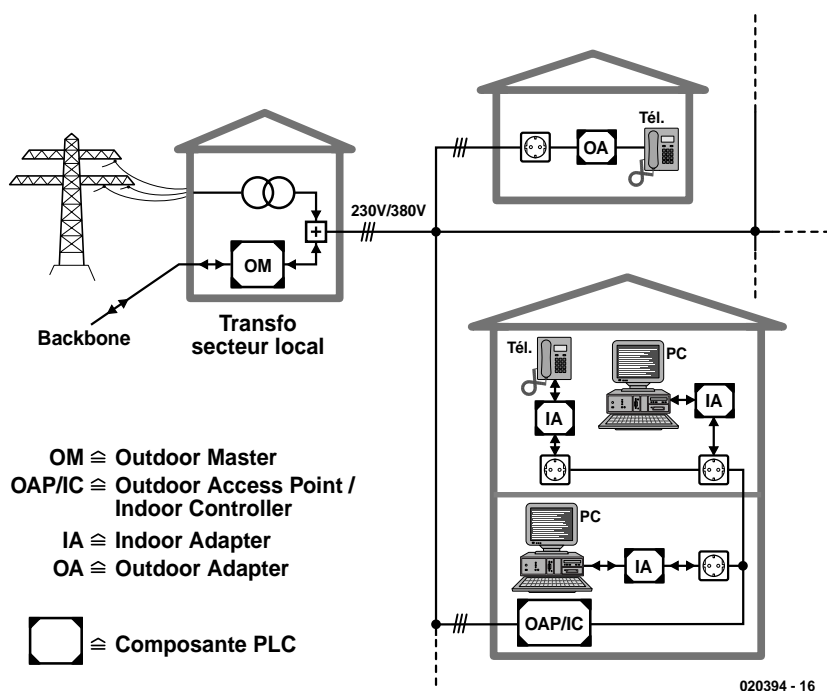 Tél.
OA
230V/380V
+
OM
Backbone
Transfo
secteur local
Tél.
PC
IA
IA
OM ≙ Outdoor Master
OAP/IC ≙ Outdoor Access Point /
Indoor Controller
IA ≙ Indoor Adapter
OA ≙ Outdoor Adapter
PC
IA
OAP/IC
≙ Composante PLC
020394 - 16